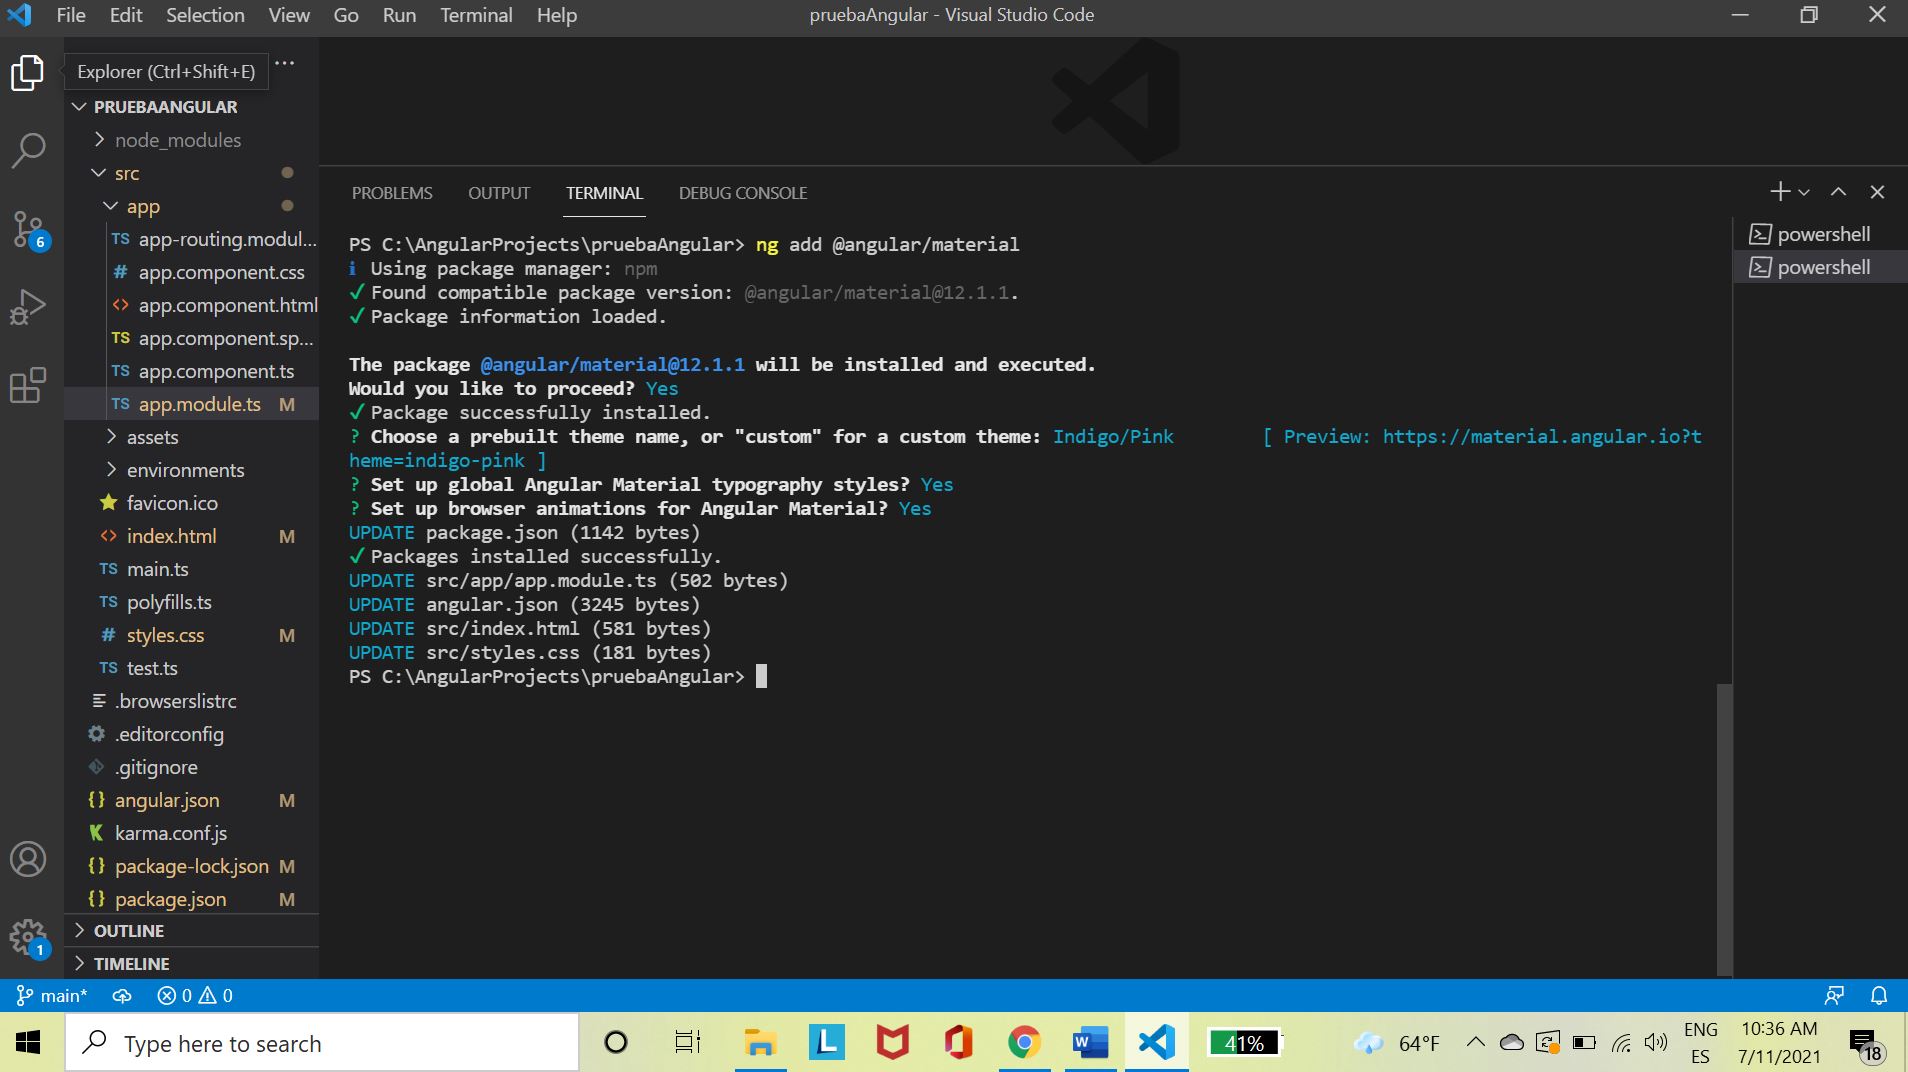 File Edit Selection View Go Run Terminal Help
pruebaAngular - Visual Studio Code
Explorer (Ctrl+Shift+E)
PRUEBAANGULAR
node_modules
src
app
TS app-routing.modul...
# app.component.css
<> app.component.html
TS app.component.sp...
TS app.component.ts
TS app.module.ts M
assets
environments
favicon.ico
<> index.html M
TS main.ts
TS polyfills.ts
# styles.css M
TS test.ts
.browserslistrc
.editorconfig
.gitignore
{} angular.json M
K karma.conf.js
{} package-lock.json M
{} package.json M
OUTLINE
TIMELINE
6
1
PROBLEMS OUTPUT TERMINAL DEBUG CONSOLE
PS C:\AngularProjects\pruebaAngular> ng add @angular/material
i Using package manager: npm
✓ Found compatible package version: @angular/material@12.1.1.
✓ Package information loaded.
The package @angular/material@12.1.1 will be installed and executed.
Would you like to proceed? Yes
✓ Package successfully installed.
? Choose a prebuilt theme name, or "custom" for a custom theme: Indigo/Pink [ Preview: https://material.angular.io?t
heme=indigo-pink ]
? Set up global Angular Material typography styles? Yes
? Set up browser animations for Angular Material? Yes
UPDATE package.json (1142 bytes)
✓ Packages installed successfully.
UPDATE src/app/app.module.ts (502 bytes)
UPDATE angular.json (3245 bytes)
UPDATE src/index.html (581 bytes)
UPDATE src/styles.css (181 bytes)
PS C:\AngularProjects\pruebaAngular>
powershell
powershell
main* 0 0
Type here to search
L
W
41%
64°F
ENG
ES
10:36 AM
7/11/2021
18